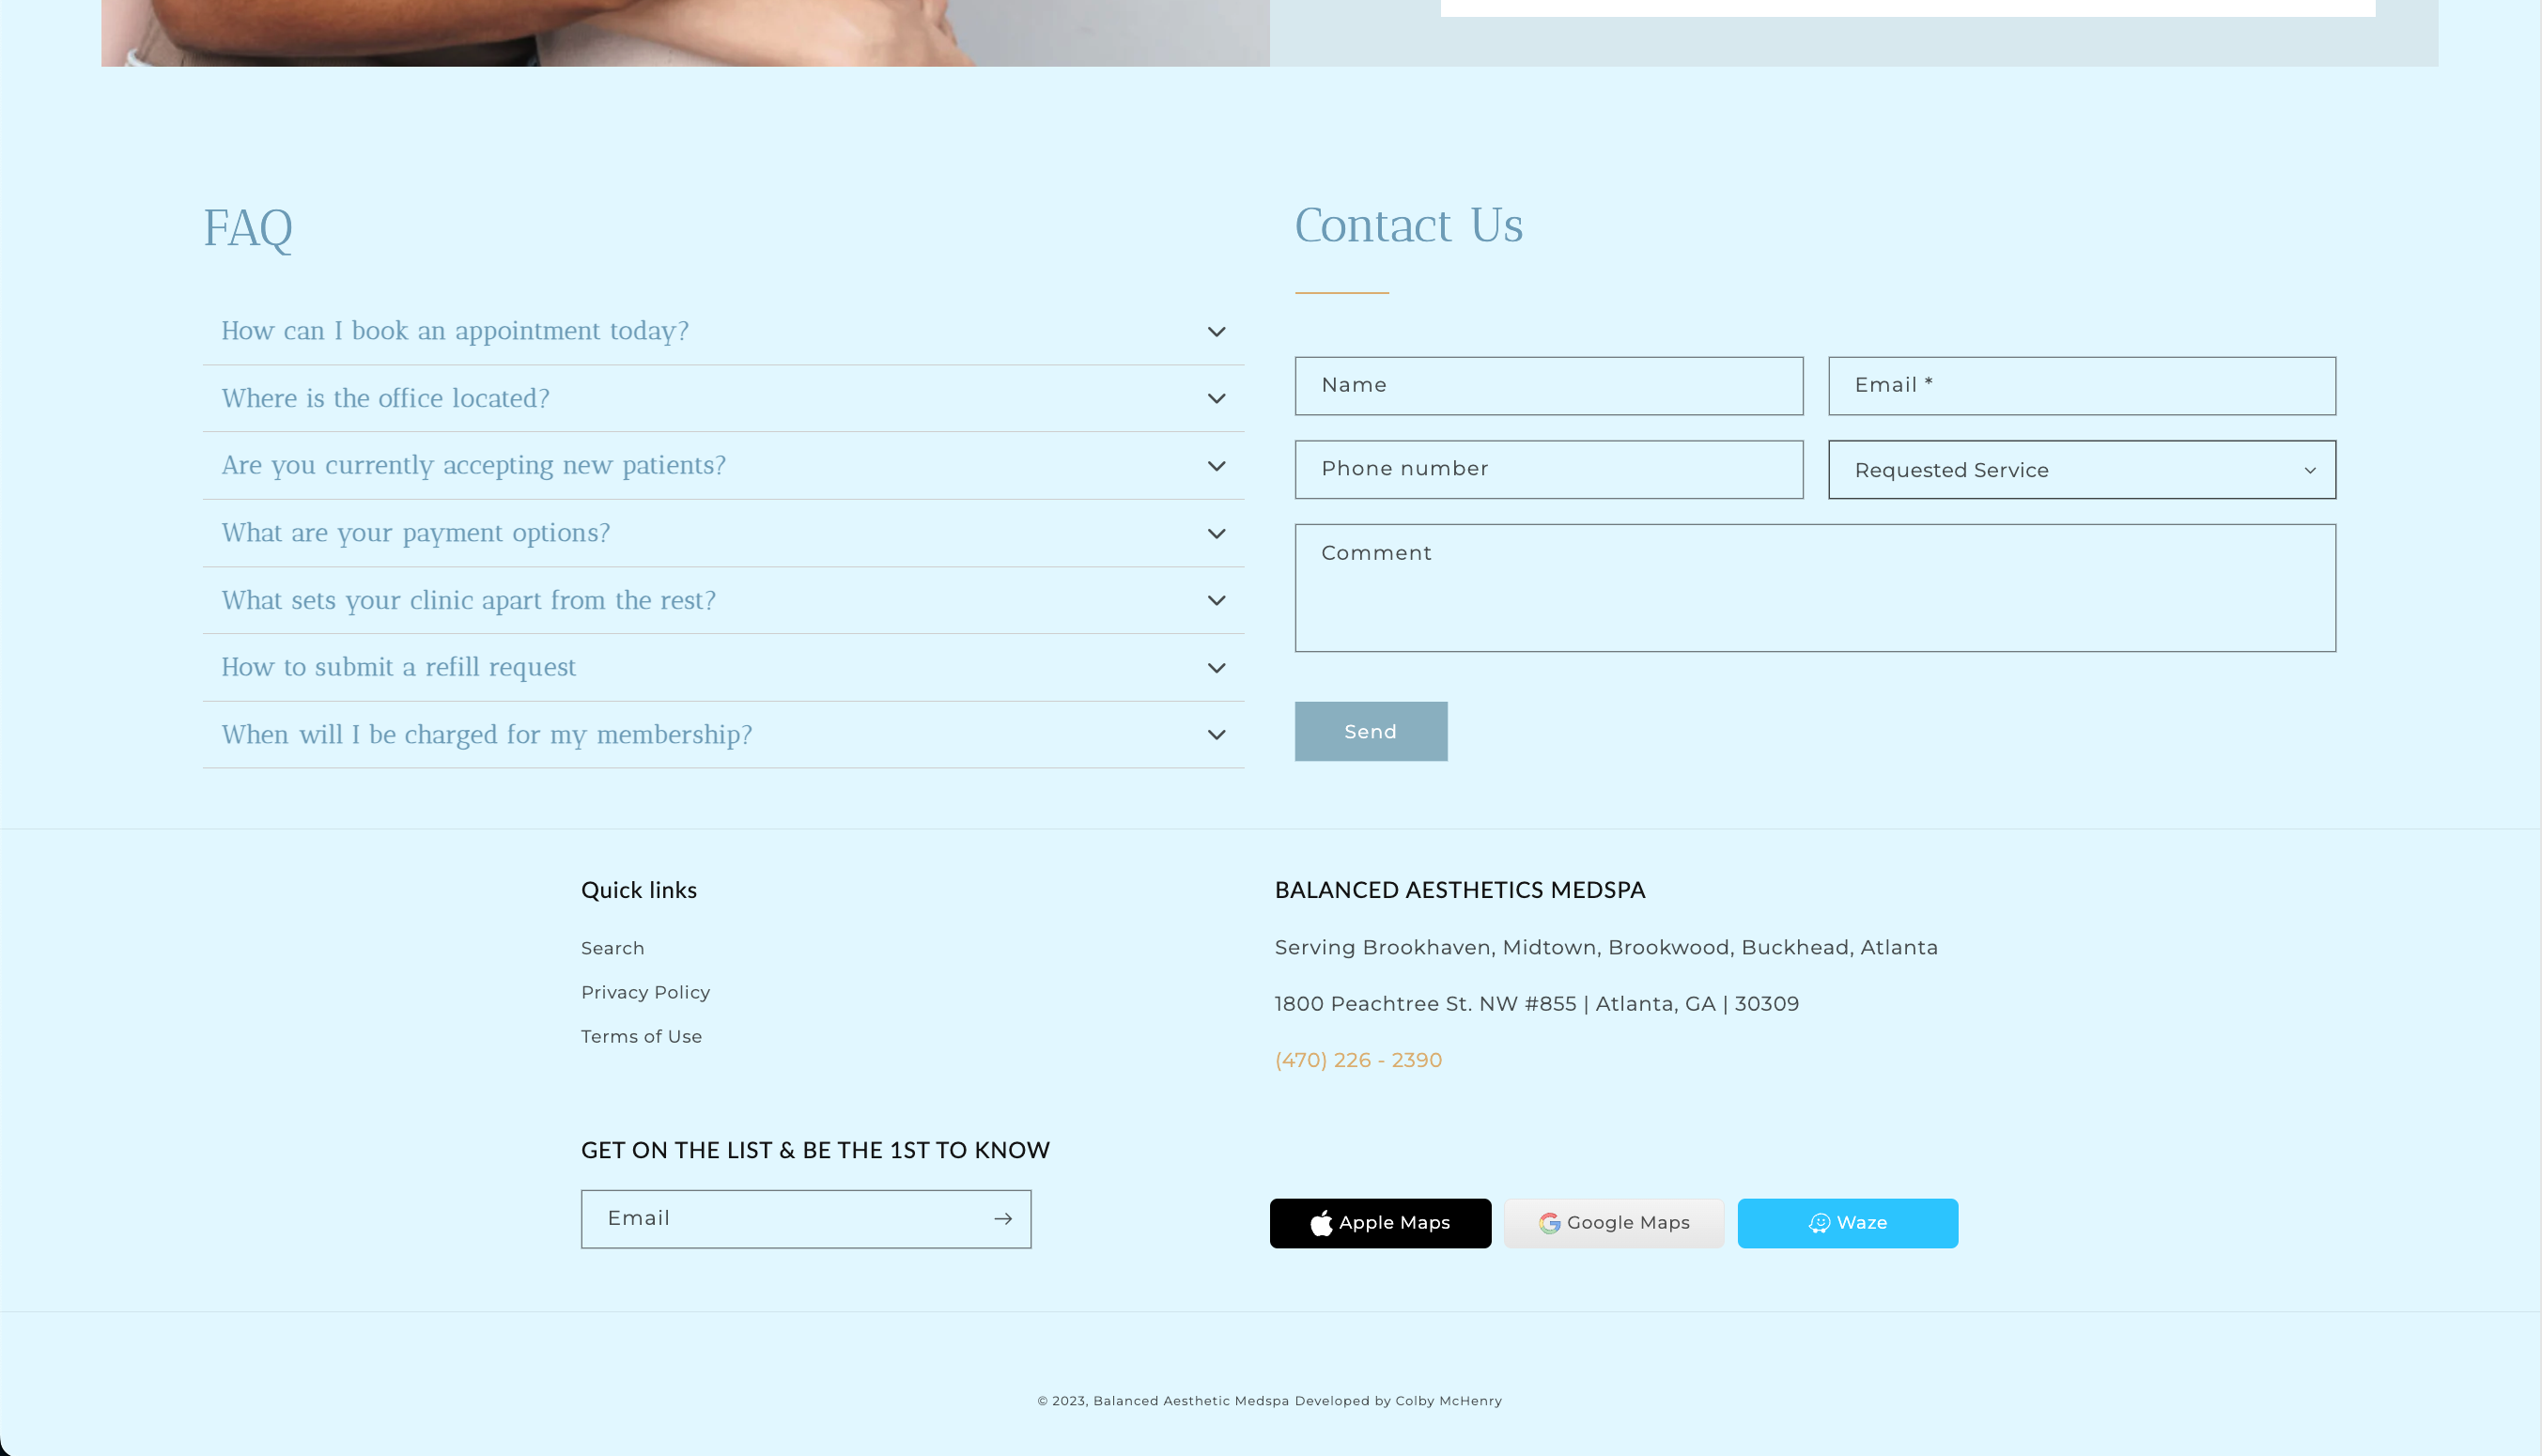 FAQ
How can I book an appointment today?
Where is the office located?
Are you currently accepting new patients?
What are your payment options?
What sets your clinic apart from the rest?
How to submit a refill request
When will I be charged for my membership?
Contact Us
Name
Email *
Phone number
Requested Service
Comment
Send
Quick links
Search
Privacy Policy
Terms of Use
BALANCED AESTHETICS MEDSPA
Serving Brookhaven, Midtown, Brookwood, Buckhead, Atlanta
1800 Peachtree St. NW #855 | Atlanta, GA | 30309
(470) 226 - 2390
GET ON THE LIST & BE THE 1ST TO KNOW
Email
Apple Maps
Google Maps
Waze
© 2023, Balanced Aesthetic Medspa Developed by Colby McHenry